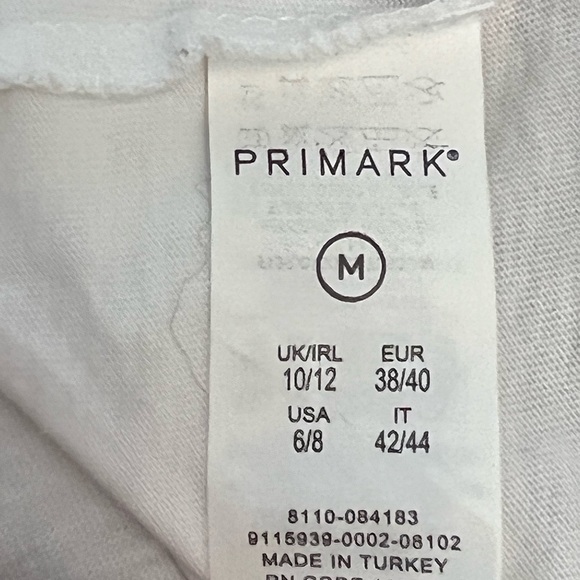 PRIMARK®
M
UK/IRL EUR
10/12 38/40
USA IT
6/8 42/44
8110-084183
9115939-0002-08102
MADE IN TURKEY